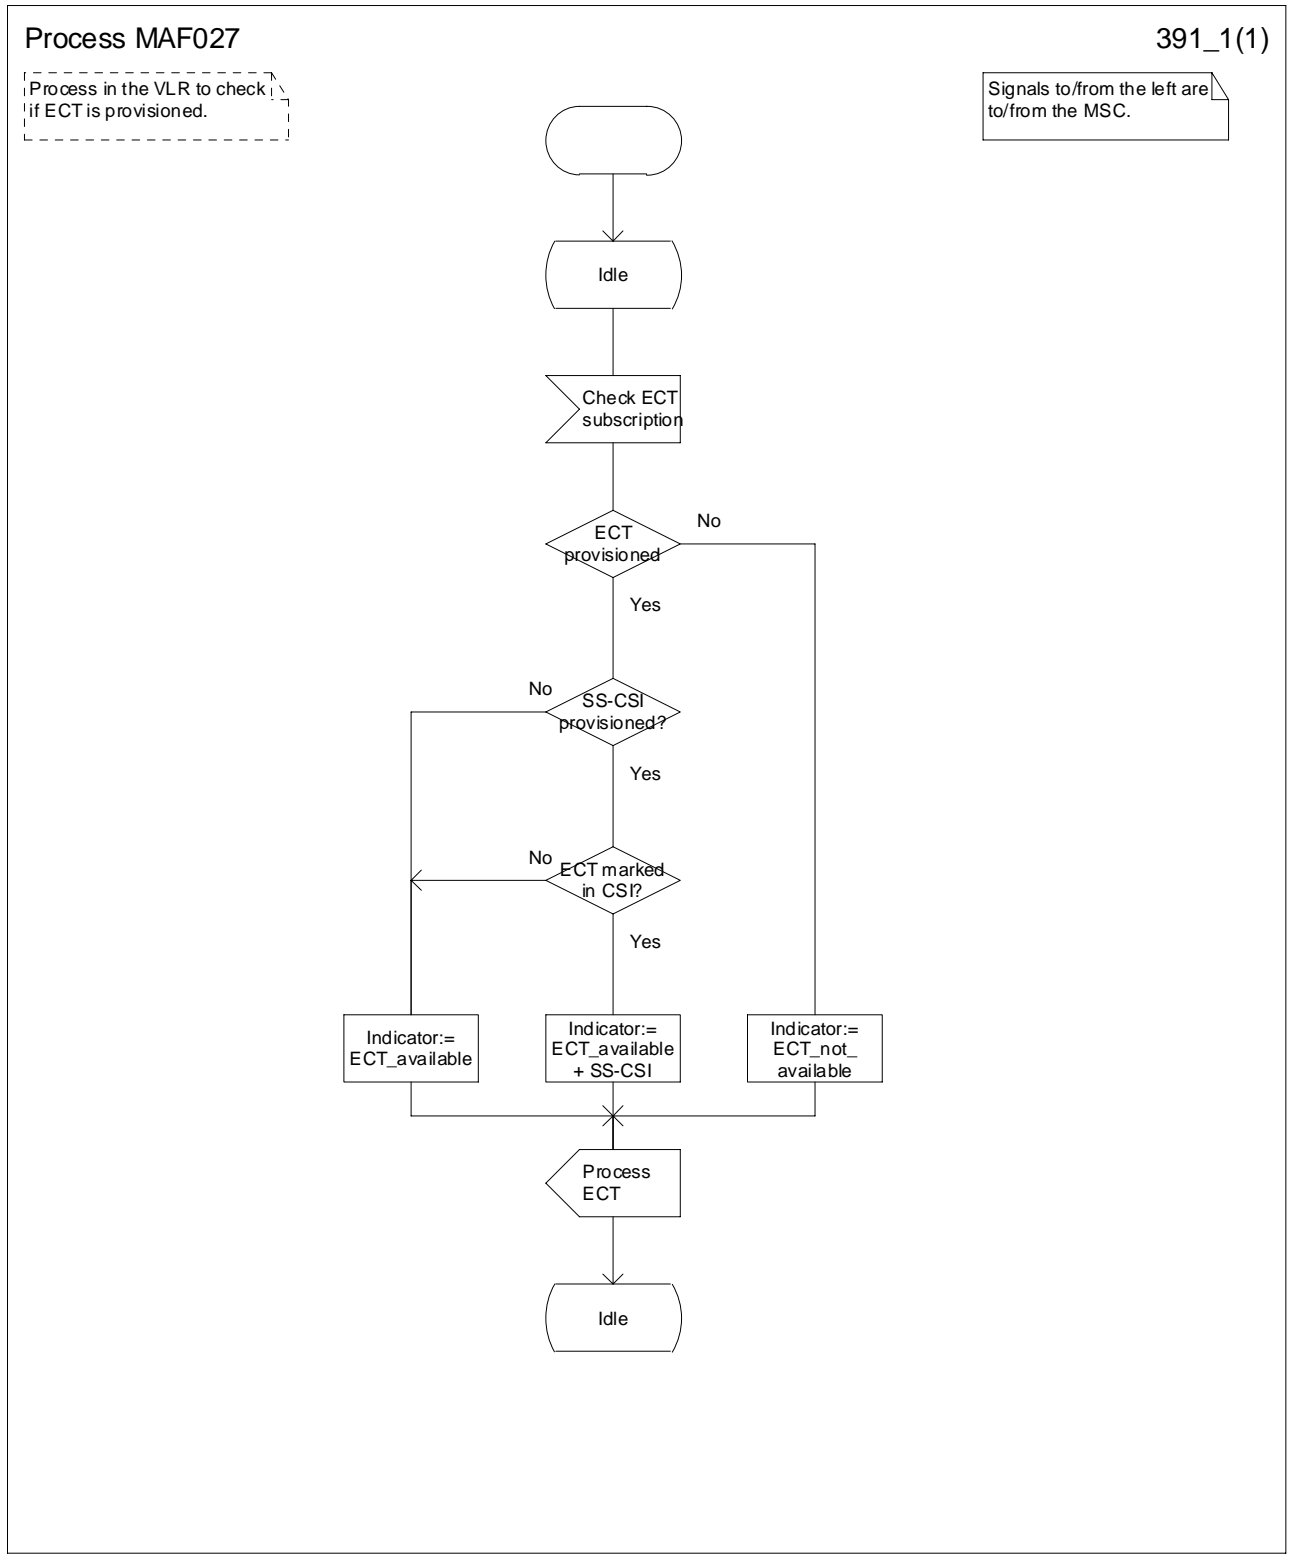 Process MAF027
391_1(1)
Process in the VLR to check
if ECT is provisioned.
Signals to/from the left are
to/from the MSC.
Idle
Check ECT
subscription
ECT
provisioned
No
Yes
No
SS-CSI
provisioned?
Yes
No
ECT marked
in CSI?
Yes
Indicator:=
ECT_available
Indicator:=
ECT_available
+ SS-CSI
Indicator:=
ECT_not_
available
Process
ECT
Idle